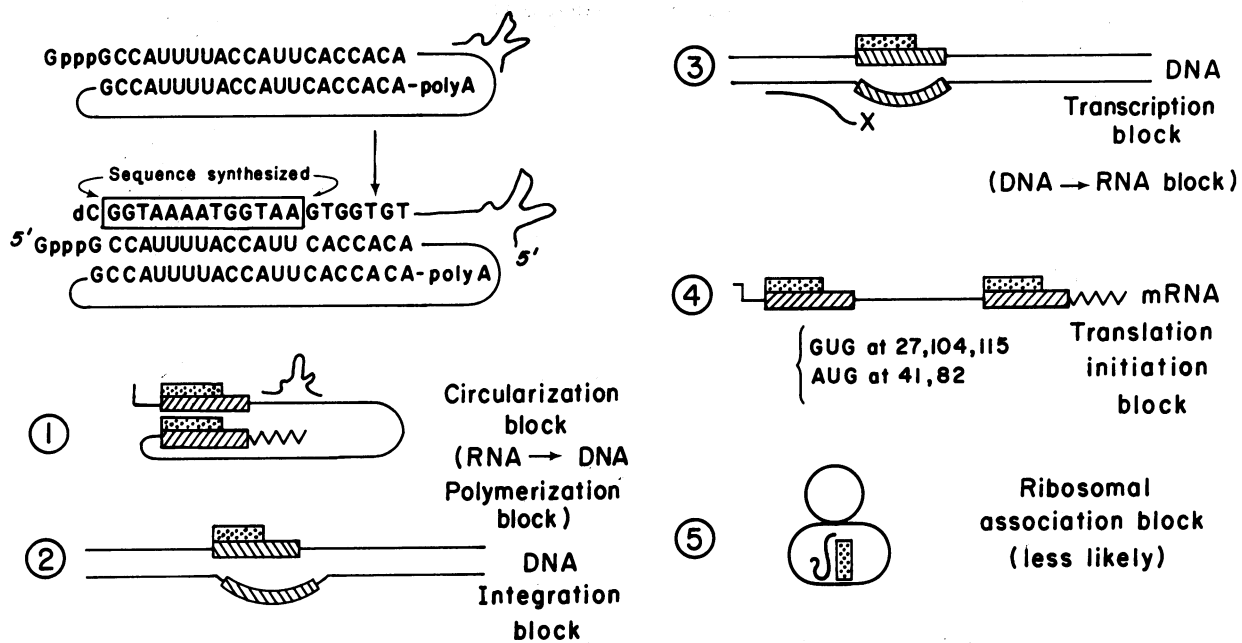 GpppGCCAUUUUACCAUUCACCACA
GCCAUUUUACCAUUCACCACA-polyA
Sequence synthesized
dC GGTAAAATGGTAA GTGGTGT
5' GpppG CCAUUUUACCAUU CACCACA
5'
GCCAUUUUACCAUUCACCACA-polyA
1
Circularization
block
(RNA → DNA
Polymerization
block)
2
DNA
Integration
block
3
DNA
Transcription
block
X
(DNA → RNA block)
4
mRNA
GUG at 27,104,115
AUG at 41,82
Translation
initiation
block
5
Ribosomal
association block
(less likely)